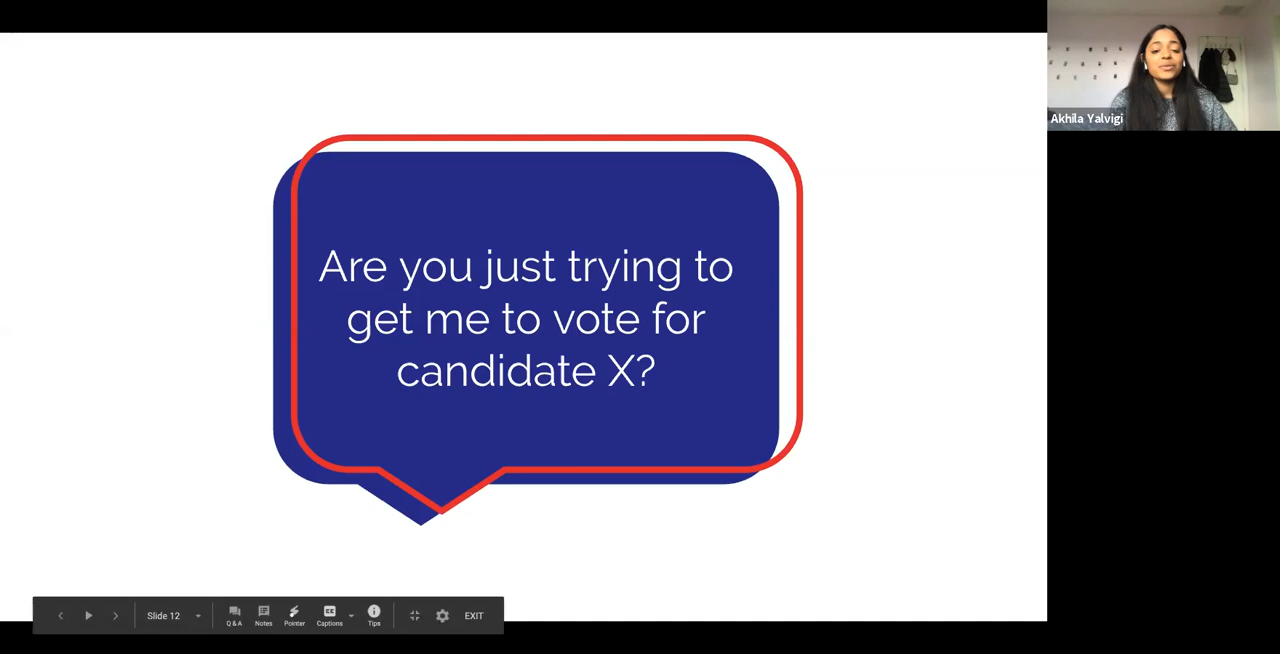 Akhila Yalvigi
Are you just trying to
get me to vote for
candidate X?
Slide 12
Q & A
Notes
Pointer
CC
Captions
Tips
EXIT